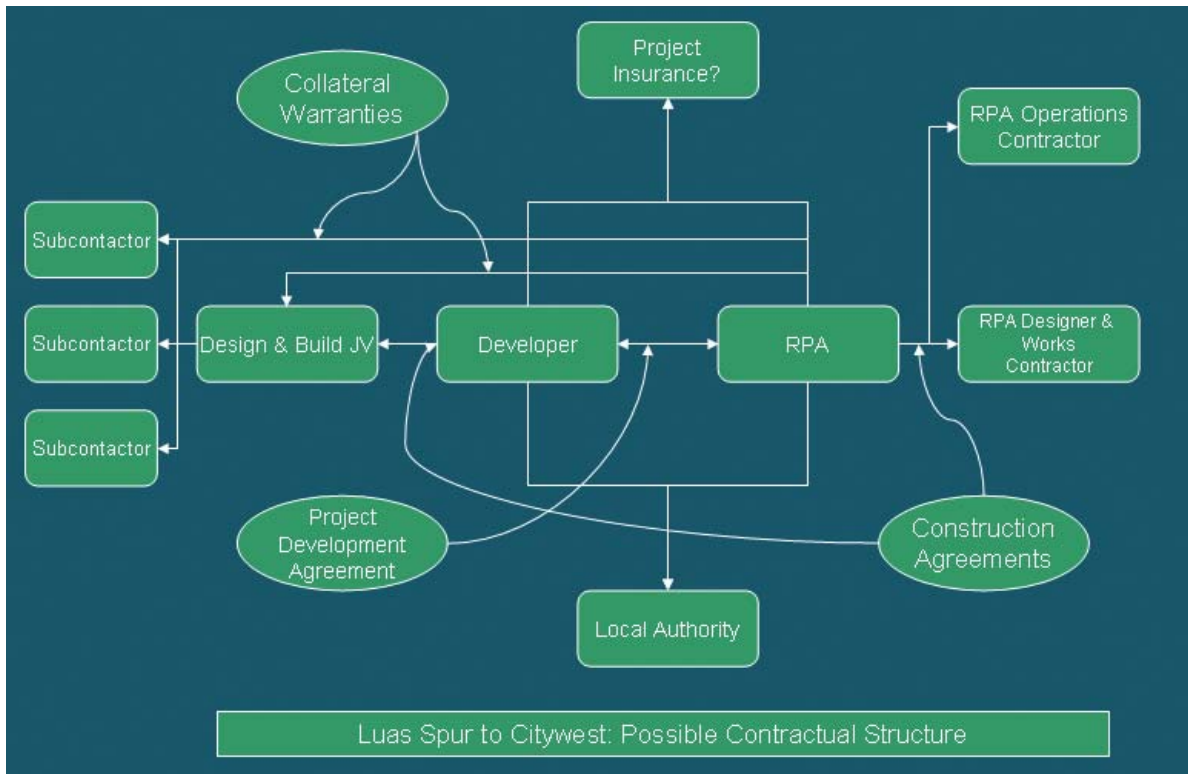 Project
Insurance?
Collateral
Warranties
RPA Operations
Contractor
Subcontactor
Subcontactor
Design & Build JV
Developer
RPA
RPA Designer &
Works
Contractor
Subcontactor
Project
Development
Agreement
Construction
Agreements
Local Authority
Luas Spur to Citywest: Possible Contractual Structure